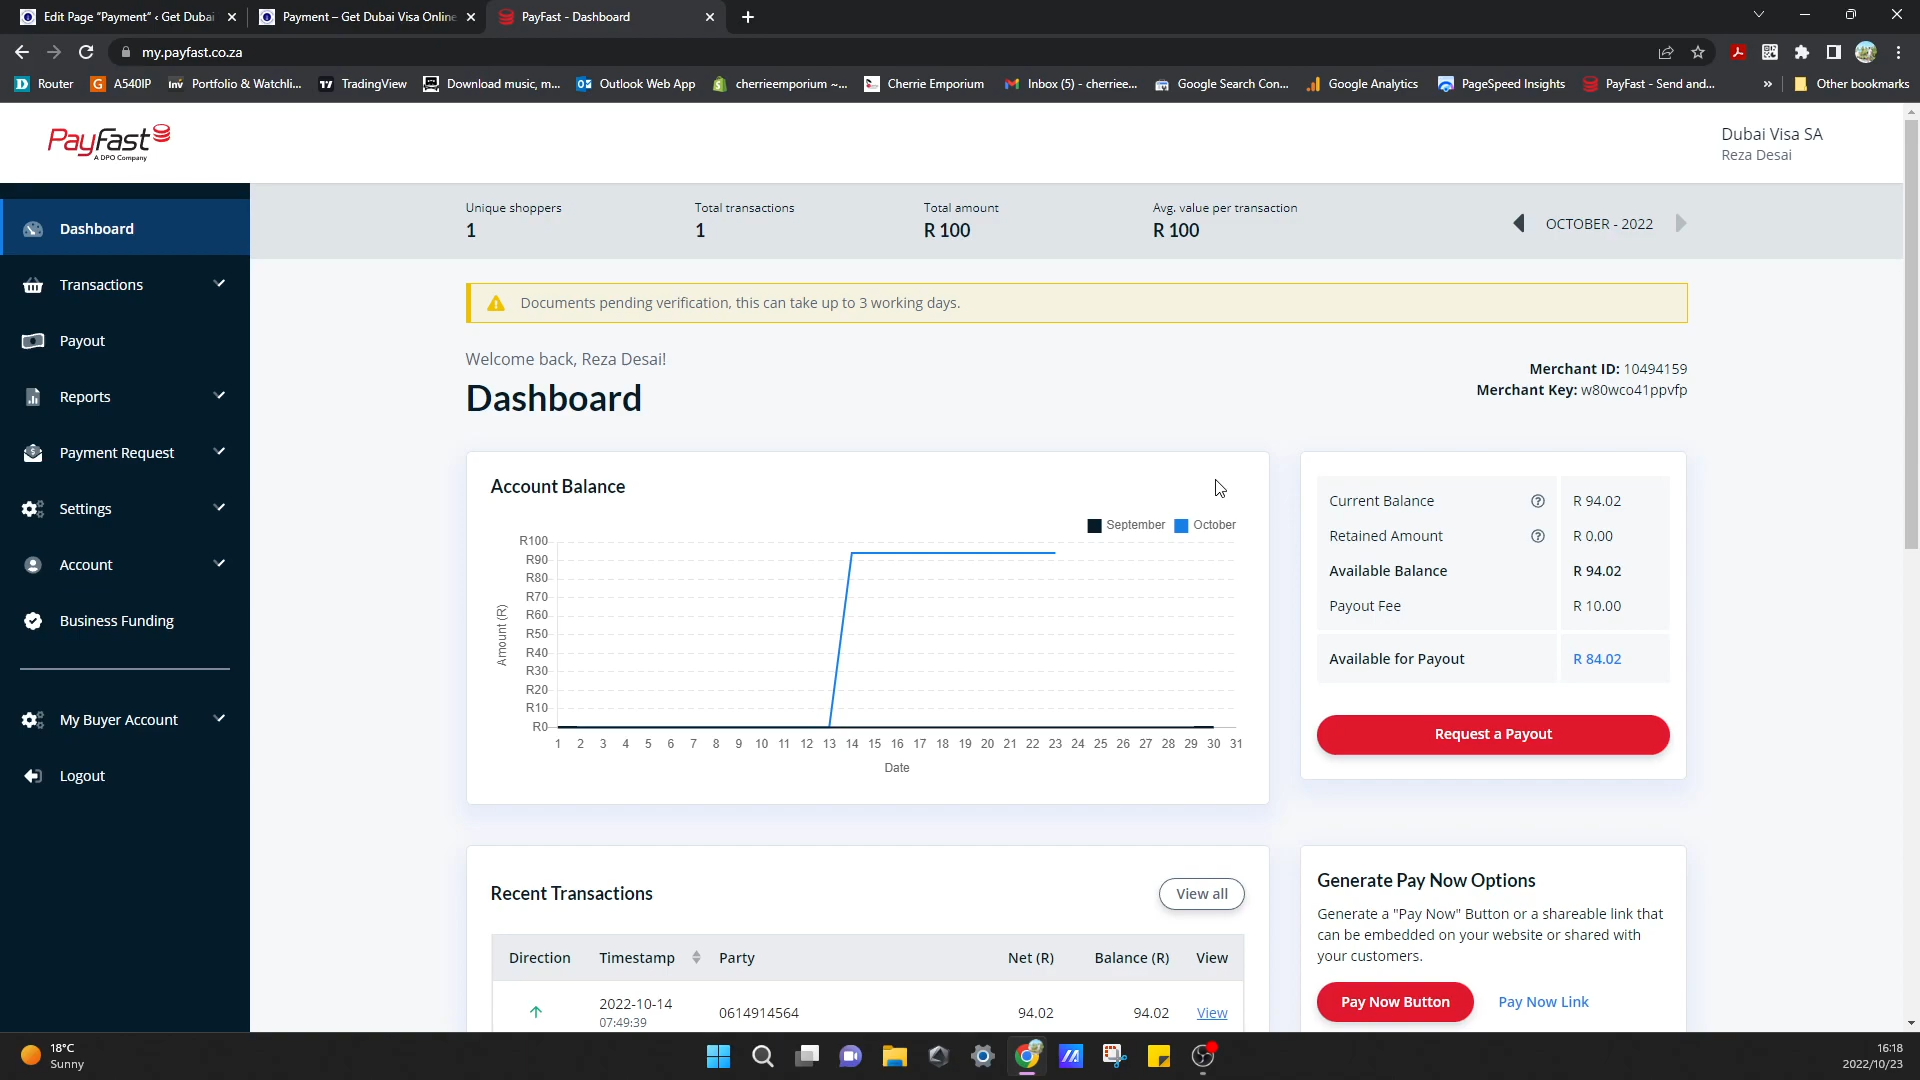 Edit Page "Payment" ‹ Get Dubai
Payment – Get Dubai Visa Online
PayFast - Dashboard
my.payfast.co.za
Router
A540IP
Portfolio & Watchli...
TradingView
Download music, m...
Outlook Web App
cherrieemporium ~...
Cherrie Emporium
Inbox (5) - cherriee...
Google Search Con...
Google Analytics
PageSpeed Insights
PayFast - Send and...
»
Other bookmarks
PayFast
A DPO Company
Dubai Visa SA
Reza Desai
Dashboard
Transactions
Payout
Reports
Payment Request
Settings
Account
Business Funding
My Buyer Account
Logout
Unique shoppers
1
Total transactions
1
Total amount
R 100
Avg. value per transaction
R 100
OCTOBER - 2022
Documents pending verification, this can take up to 3 working days.
Welcome back, Reza Desai!
Dashboard
Merchant ID: 10494159
Merchant Key: w80wco41ppvfp
Account Balance
September October
R100
R90
R80
R70
R60
R50
R40
R30
R20
R10
R0
Amount (R)
1 2 3 4 5 6 7 8 9 10 11 12 13 14 15 16 17 18 19 20 21 22 23 24 25 26 27 28 29 30 31
Date
Current Balance R 94.02
Retained Amount R 0.00
Available Balance R 94.02
Payout Fee R 10.00
Available for Payout R 84.02
Request a Payout
Recent Transactions
View all
Direction Timestamp Party Net (R) Balance (R) View
2022-10-14
07:49:39
0614914564 94.02 94.02 View
Generate Pay Now Options
Generate a "Pay Now" Button or a shareable link that
can be embedded on your website or shared with
your customers.
Pay Now Button
Pay Now Link
18°C
Sunny
16:18
2022/10/23